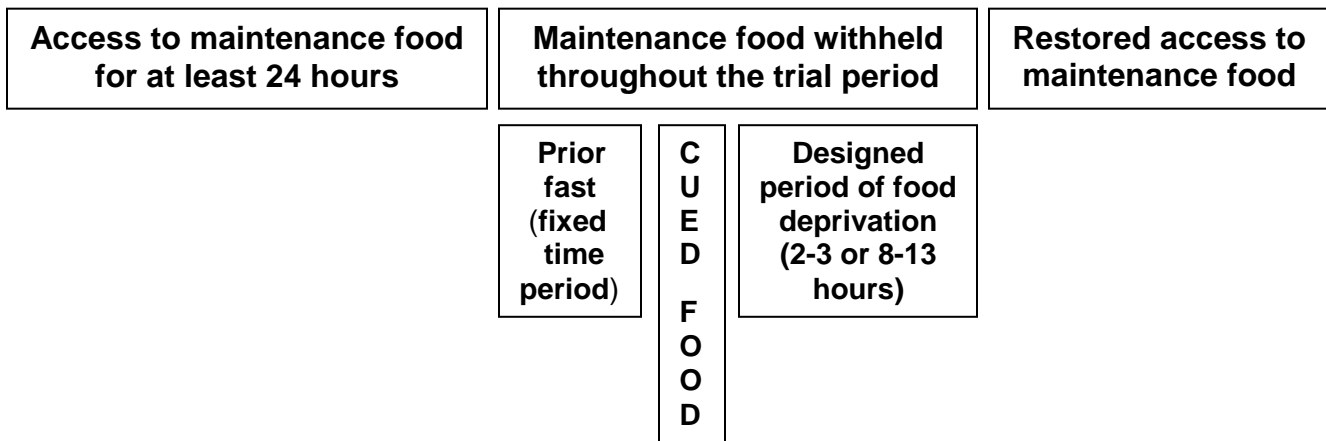 Access to maintenance food
for at least 24 hours
Maintenance food withheld
throughout the trial period
Restored access to
maintenance food
Prior
fast
(fixed
time
period)
C
U
E
D
F
O
O
D
Designed
period of food
deprivation
(2-3 or 8-13
hours)